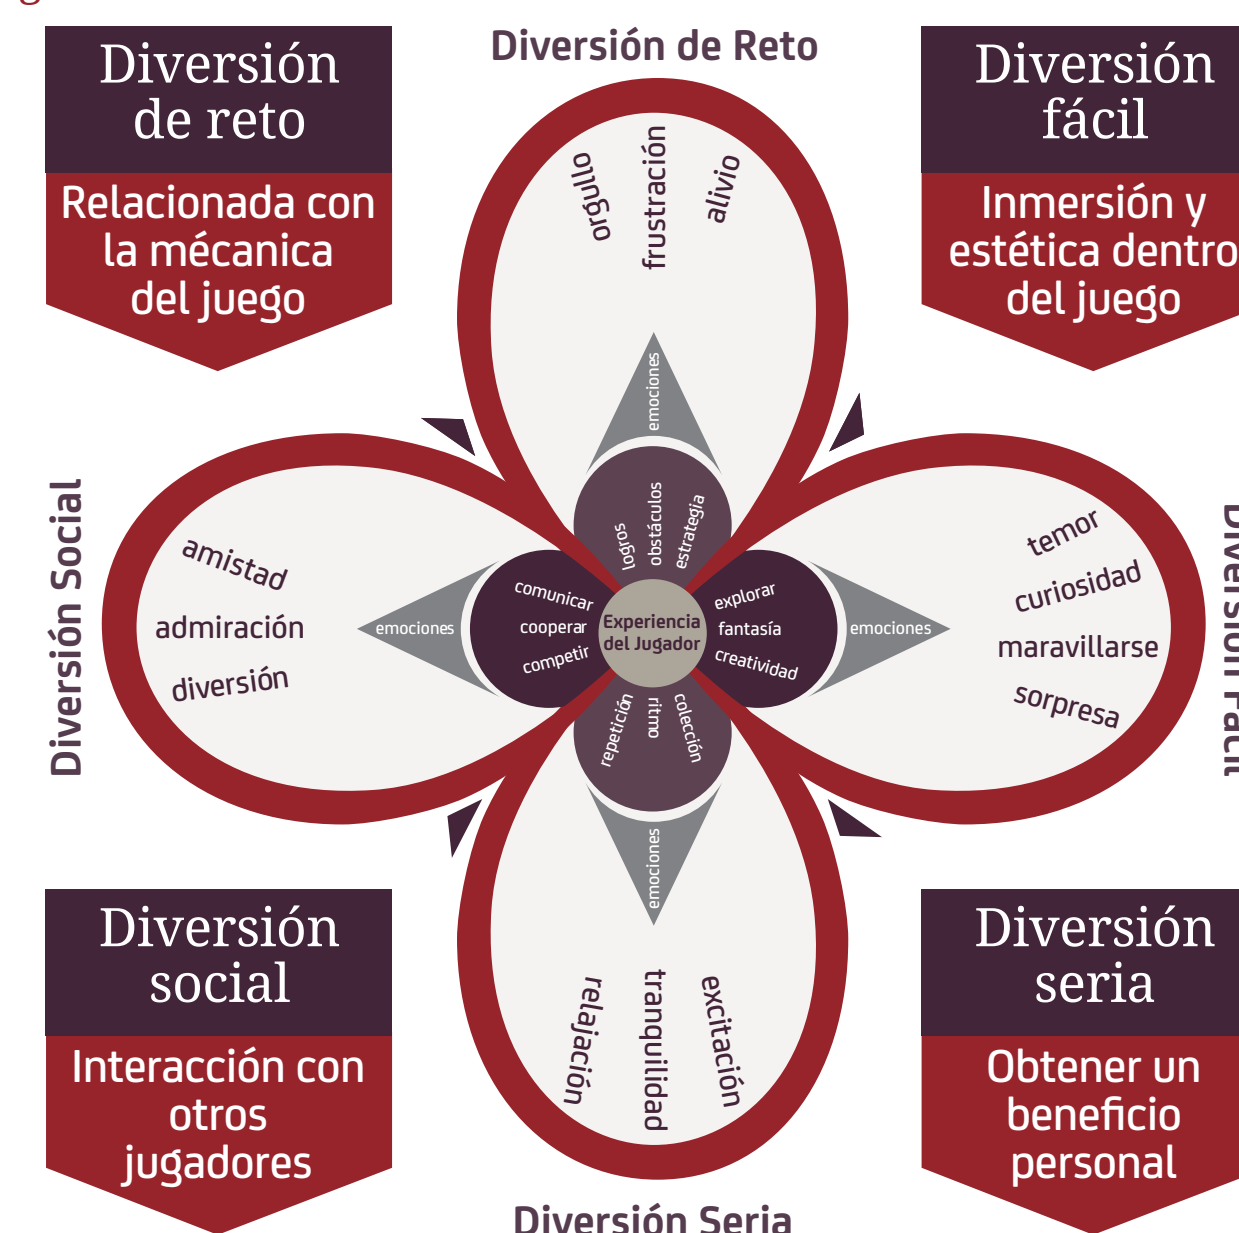 Diversión
de reto
Relacionada con
la mécanica
del juego
Diversión de Reto
Diversión
fácil
Inmersión y
estética dentro
del juego
orgullo
frustración
alivio
emociones
logros
obstáculos
estrategia
Diversión Social
amistad
admiración
diversión
emociones
comunicar
cooperar
competir
Experiencia
del Jugador
explorar
fantasía
creatividad
emociones
temor
curiosidad
maravillarse
sorpresa
Diversión Fácil
repetición
ritmo
colección
emociones
relajación
tranquilidad
excitación
Diversión Seria
Diversión
social
Interacción con
otros
jugadores
Diversión
seria
Obtener un
beneficio
personal